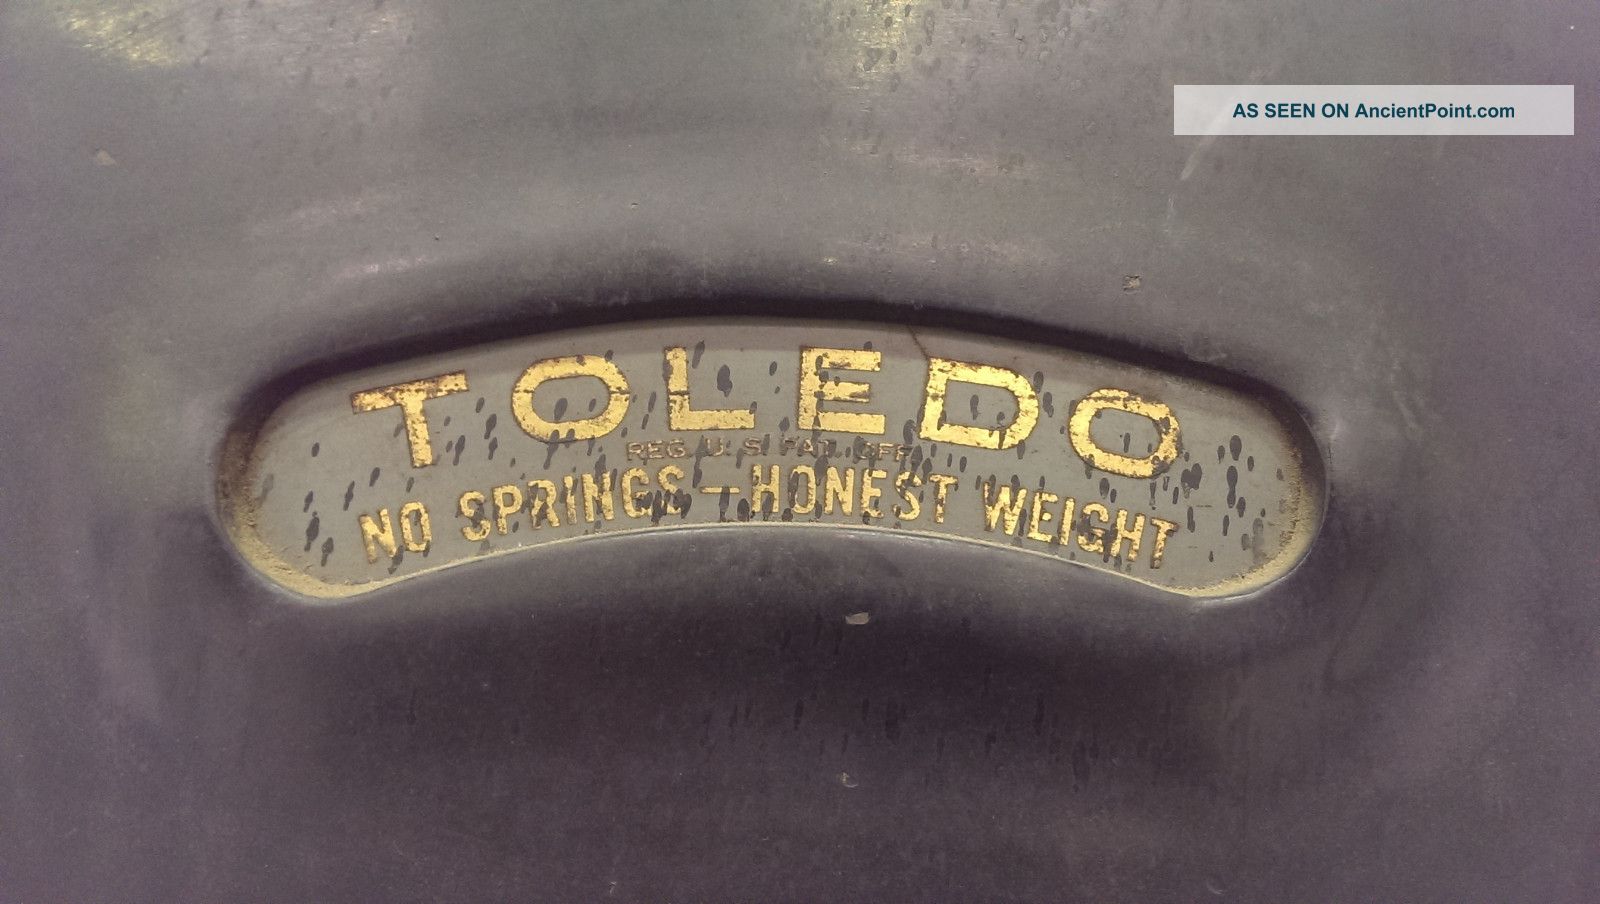 AS SEEN ON AncientPoint.com
TOLEDO
REG. U. S. PAT. OFF.
NO SPRINGS — HONEST WEIGHT